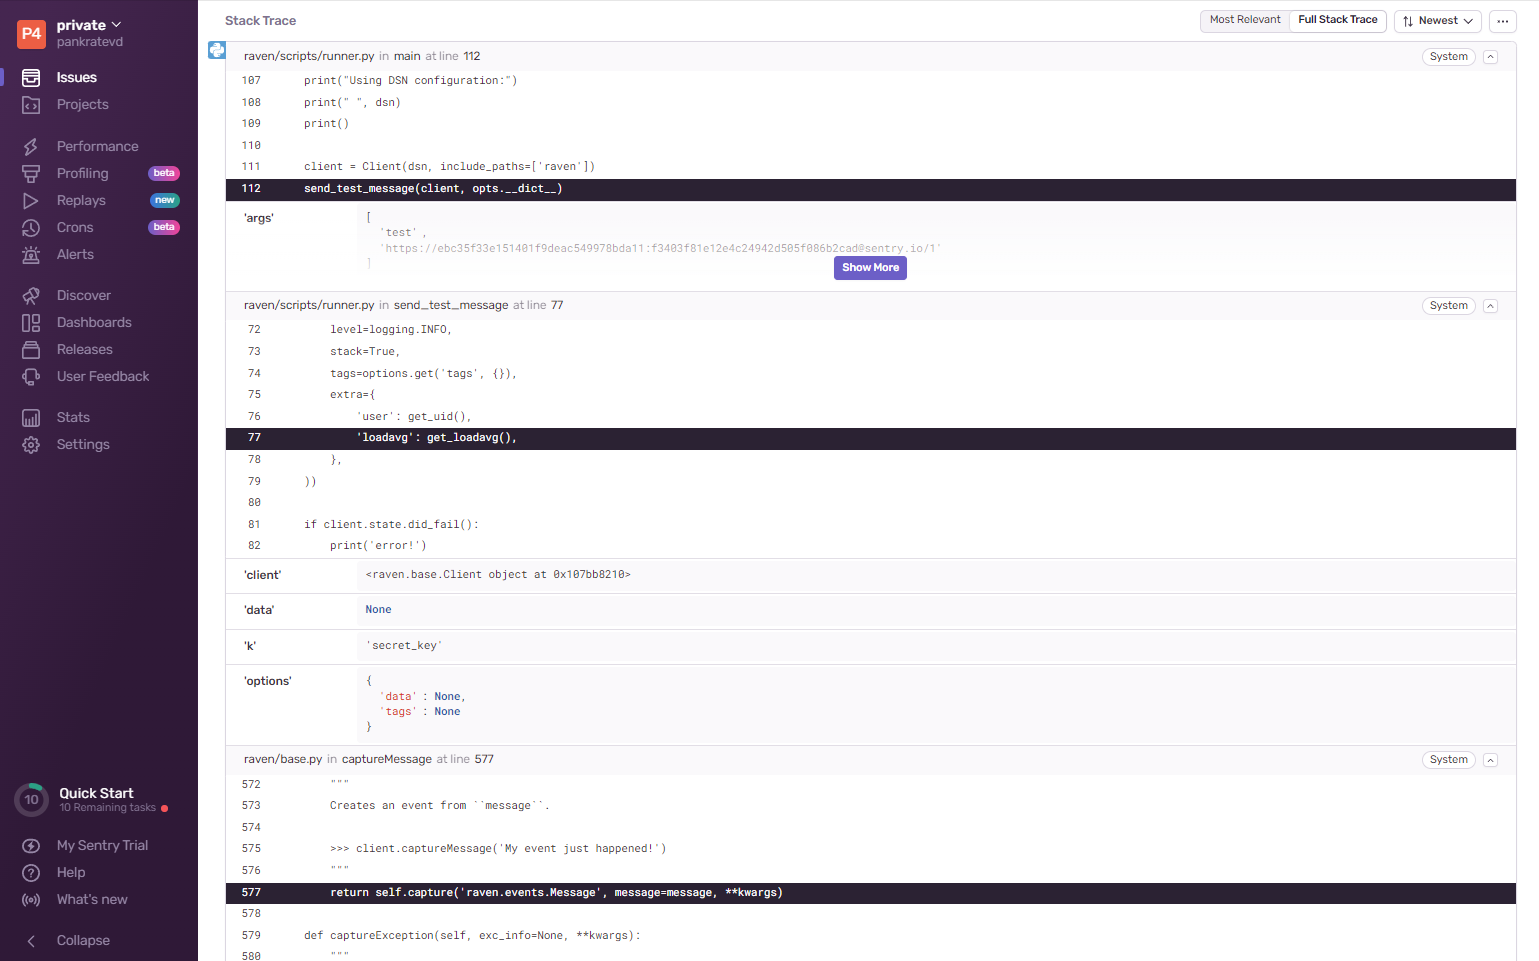 P4
private
pankratevd
Issues
Projects
Performance
Profiling beta
Replays new
Crons beta
Alerts
Discover
Dashboards
Releases
User Feedback
Stats
Settings
10
Quick Start
10 Remaining tasks
My Sentry Trial
Help
What's new
Collapse
Stack Trace
Most Relevant Full Stack Trace Newest
raven/scripts/runner.py in main at line 112 System
107 print("Using DSN configuration:")
108 print(" ", dsn)
109 print()
110
111 client = Client(dsn, include_paths=['raven'])
112 send_test_message(client, opts.__dict__)
'args' [
'test' ,
'https://ebc35f33e151401f9deac549978bda11:f3403f81e12e4c24942d505f086b2cad@sentry.io/1'
]
Show More
raven/scripts/runner.py in send_test_message at line 77 System
72 level=logging.INFO,
73 stack=True,
74 tags=options.get('tags', {}),
75 extra={
76 'user': get_uid(),
77 'loadavg': get_loadavg(),
78 },
79 ))
80
81 if client.state.did_fail():
82 print('error!')
'client' <raven.base.Client object at 0x107bb8210>
'data' None
'k' 'secret_key'
'options' {
'data' : None,
'tags' : None
}
raven/base.py in captureMessage at line 577 System
572 """
573 Creates an event from ``message``.
574
575 >>> client.captureMessage('My event just happened!')
576 """
577 return self.capture('raven.events.Message', message=message, **kwargs)
578
579 def captureException(self, exc_info=None, **kwargs):
580 """